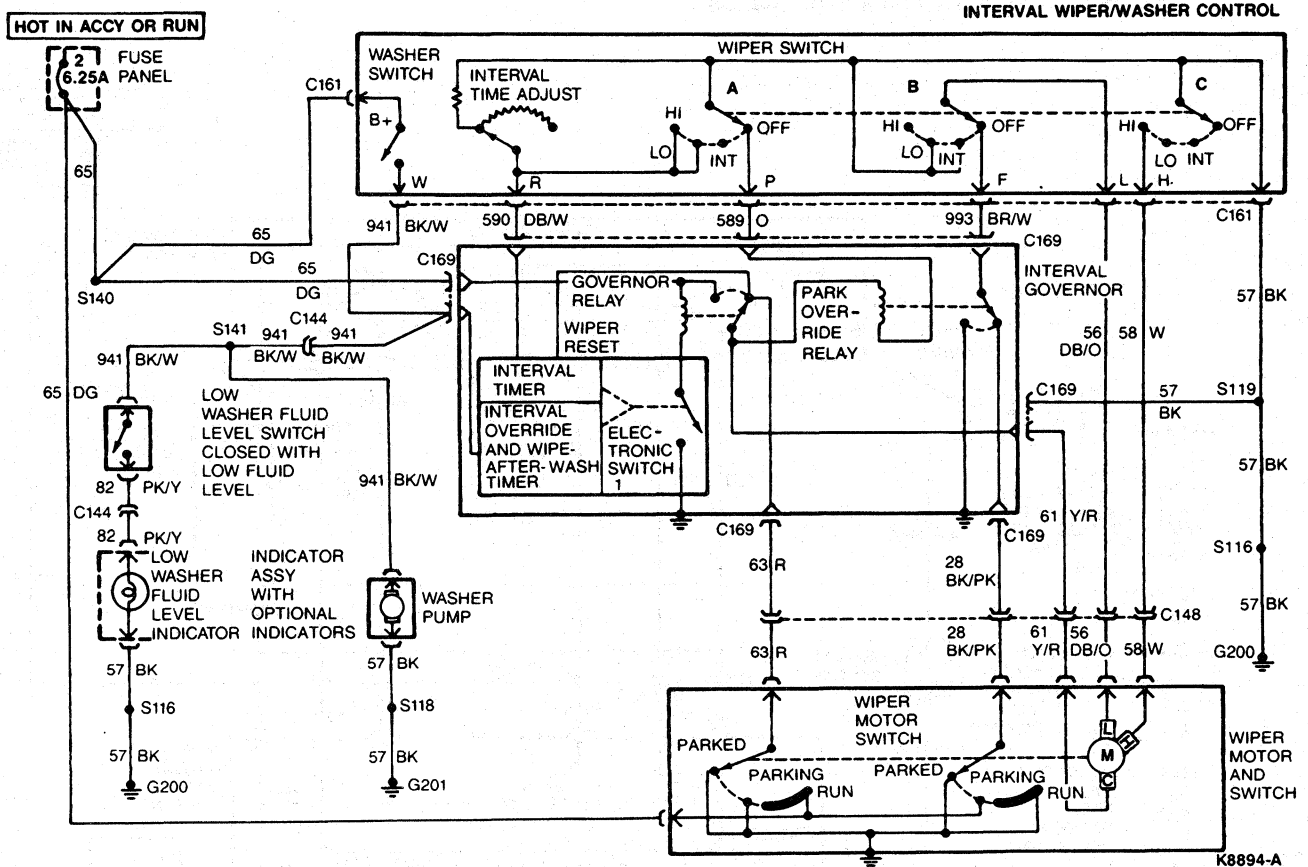 INTERVAL WIPER/WASHER CONTROL
HOT IN ACCY OR RUN
2
6.25A
FUSE
PANEL
WASHER
SWITCH
WIPER SWITCH
INTERVAL
TIME ADJUST
C161
B+
A
B
C
HI
OFF
LO
INT
HI
OFF
LO
INT
HI
OFF
LO
INT
65
W
R
P
F
L
H
941
BK/W
590
DB/W
589
O
993
BR/W
C161
65
DG
C169
C169
65
DG
S140
GOVERNOR
RELAY
WIPER
RESET
PARK
OVER-
RIDE
RELAY
INTERVAL
GOVERNOR
57
BK
56
DB/O
58
W
S141
941
C144
941
BK/W
BK/W
941
BK/W
65
DG
LOW
WASHER FLUID
LEVEL SWITCH
CLOSED WITH
LOW FLUID
LEVEL
INTERVAL
TIMER
INTERVAL
OVERRIDE
AND WIPE-
AFTER-WASH
TIMER
ELEC-
TRONIC
SWITCH
1
C169
57
BK
S119
57
BK
941
BK/W
82
PK/Y
C144
82
PK/Y
C169
C169
61
Y/R
S116
LOW
WASHER
FLUID
LEVEL
INDICATOR
INDICATOR
ASSY
WITH
OPTIONAL
INDICATORS
WASHER
PUMP
63
R
28
BK/PK
57
BK
C148
G200
63
R
28
BK/PK
61
Y/R
56
DB/O
58
W
57
BK
57
BK
S116
S118
57
BK
57
BK
G200
G201
WIPER
MOTOR
SWITCH
PARKED
PARKING
RUN
PARKED
PARKING
RUN
L
H
M
C
WIPER
MOTOR
AND
SWITCH
K8894-A